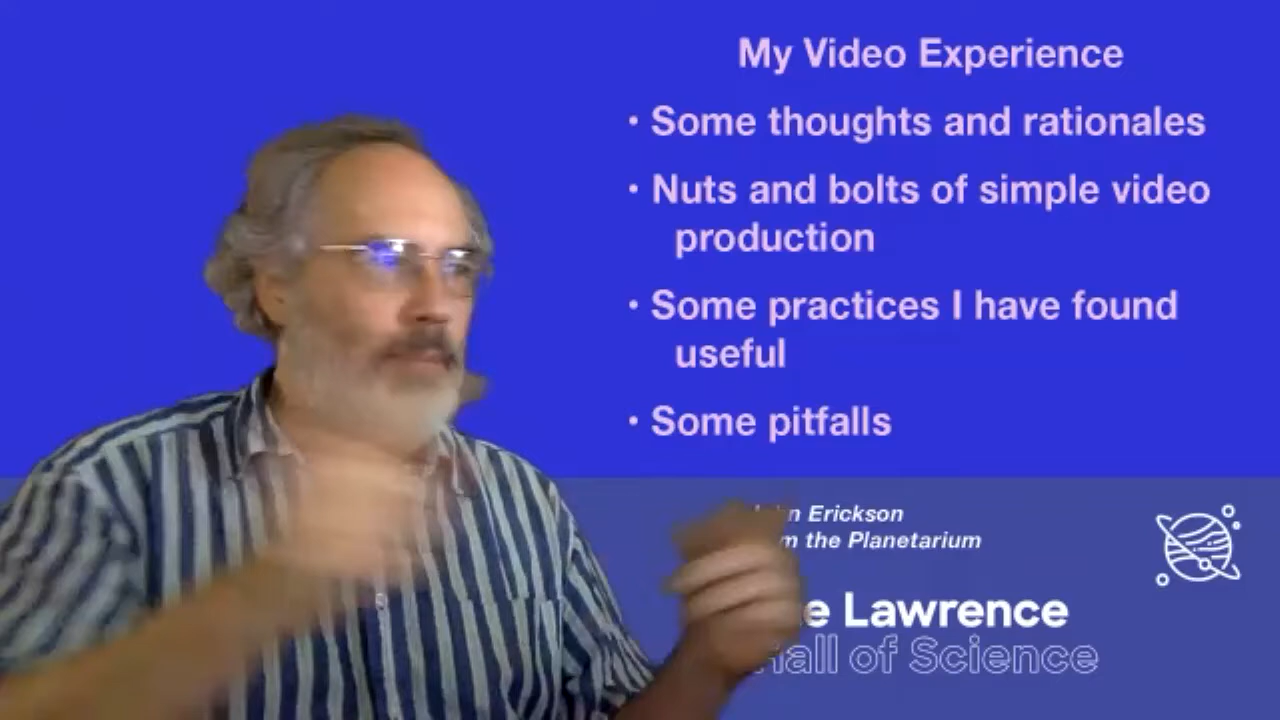 My Video Experience
• Some thoughts and rationales
• Nuts and bolts of simple video
production
• Some practices I have found
useful
• Some pitfalls
Erickson
the Planetarium
Lawrence
Hall of Science